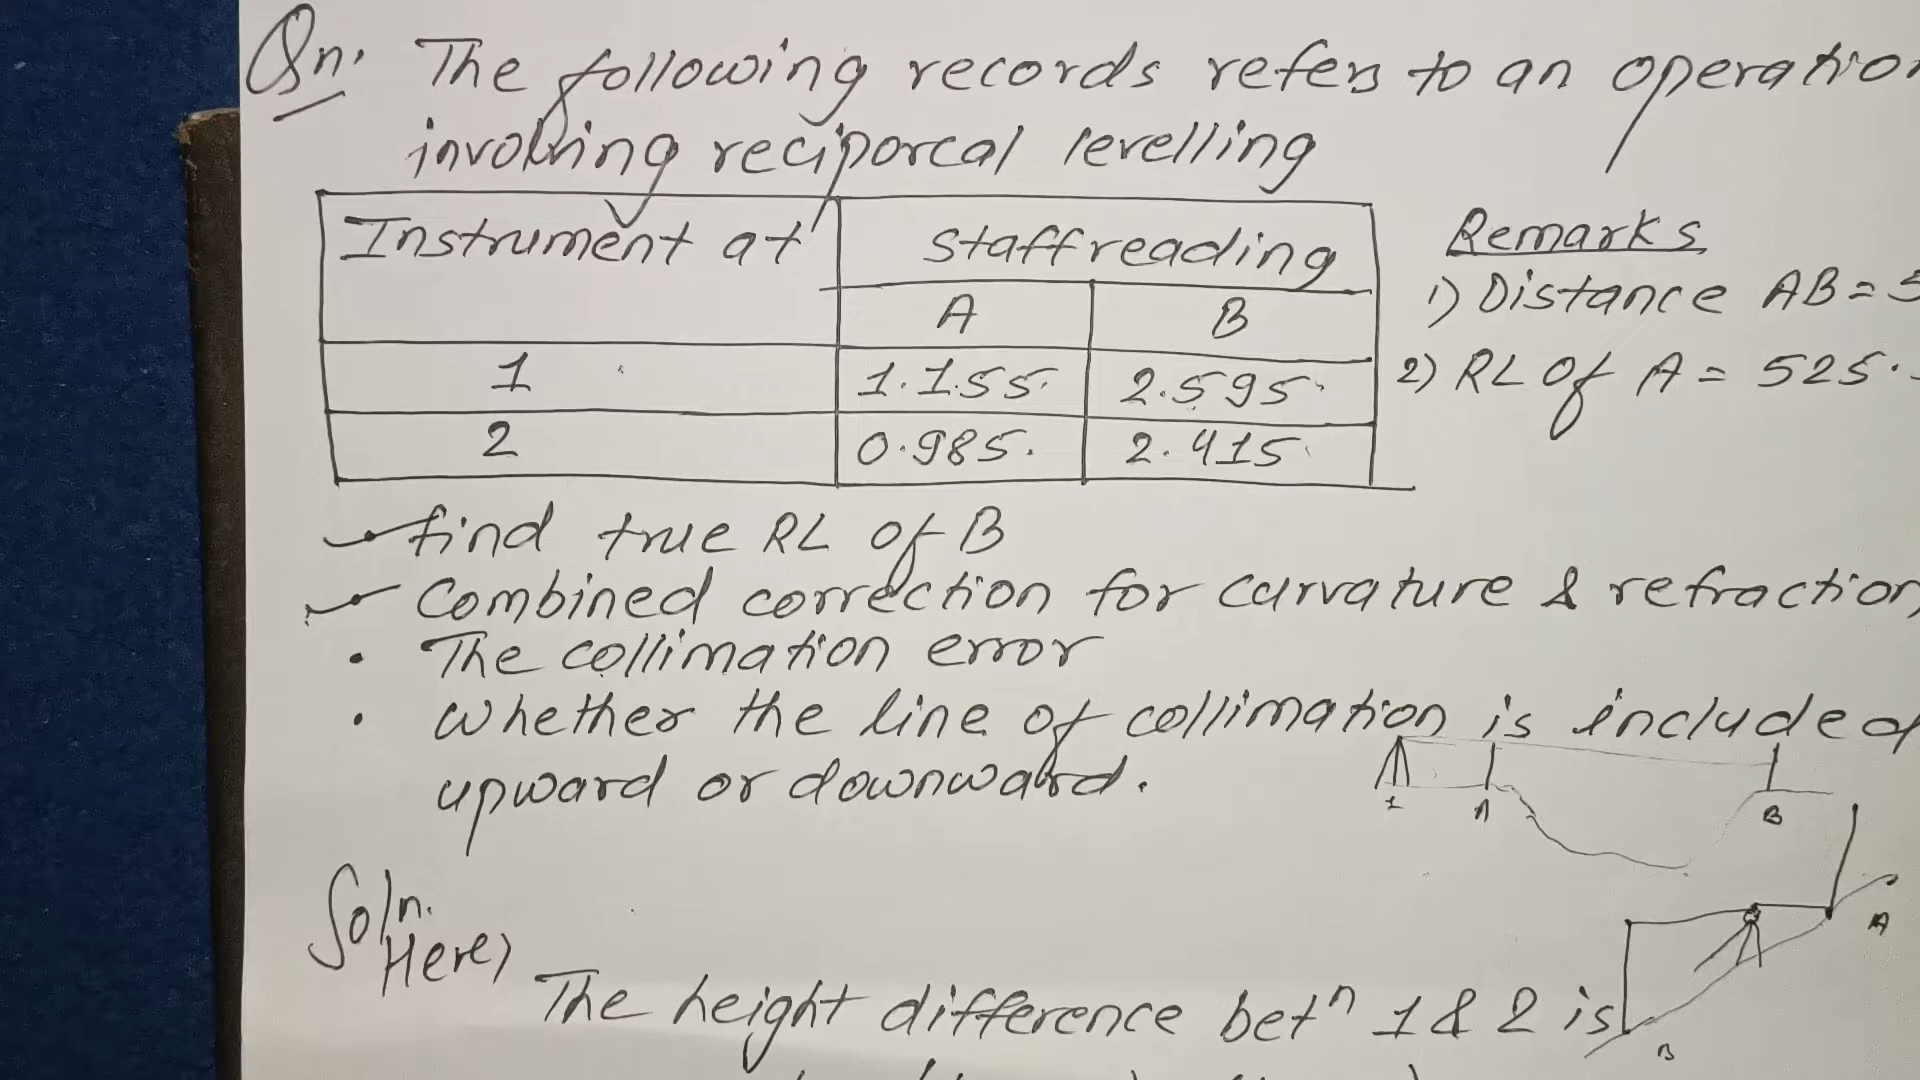 Qn. The following records refers to an operation
involving reciporcal levelling
Instrument at Staff reading
A B
1 1.155 2.595
2 0.985 2.415
Remarks
1) Distance AB = 5
2) RL of A = 525.
find true RL of B
Combined correction for curvature & refraction
• The collimation error
• Whether the line of collimation is included
upward or downward.
1 A B
Soln.
Here,
A
B
The height difference betn 1 & 2 is